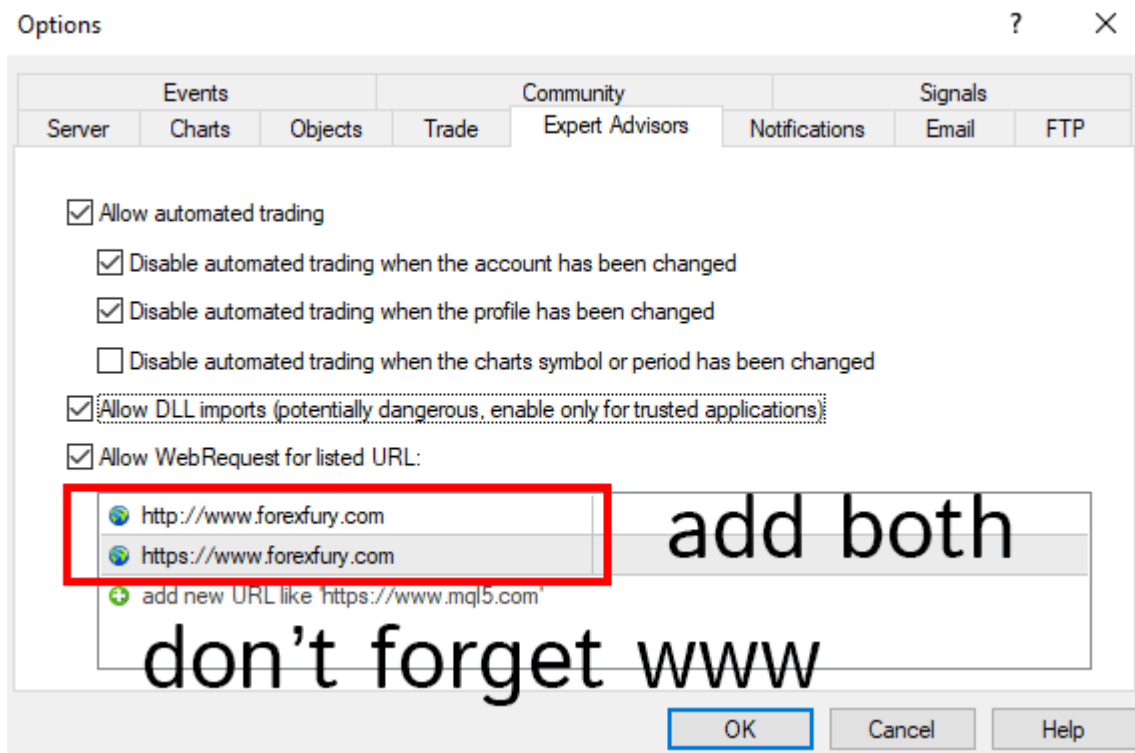 Options
Events Community Signals
Server Charts Objects Trade Expert Advisors Notifications Email FTP
Allow automated trading
Disable automated trading when the account has been changed
Disable automated trading when the profile has been changed
Disable automated trading when the charts symbol or period has been changed
Allow DLL imports (potentially dangerous, enable only for trusted applications)
Allow WebRequest for listed URL:
http://www.forexfury.com
https://www.forexfury.com
add both
add new URL like 'https://www.mql5.com'
don't forget www
OK Cancel Help